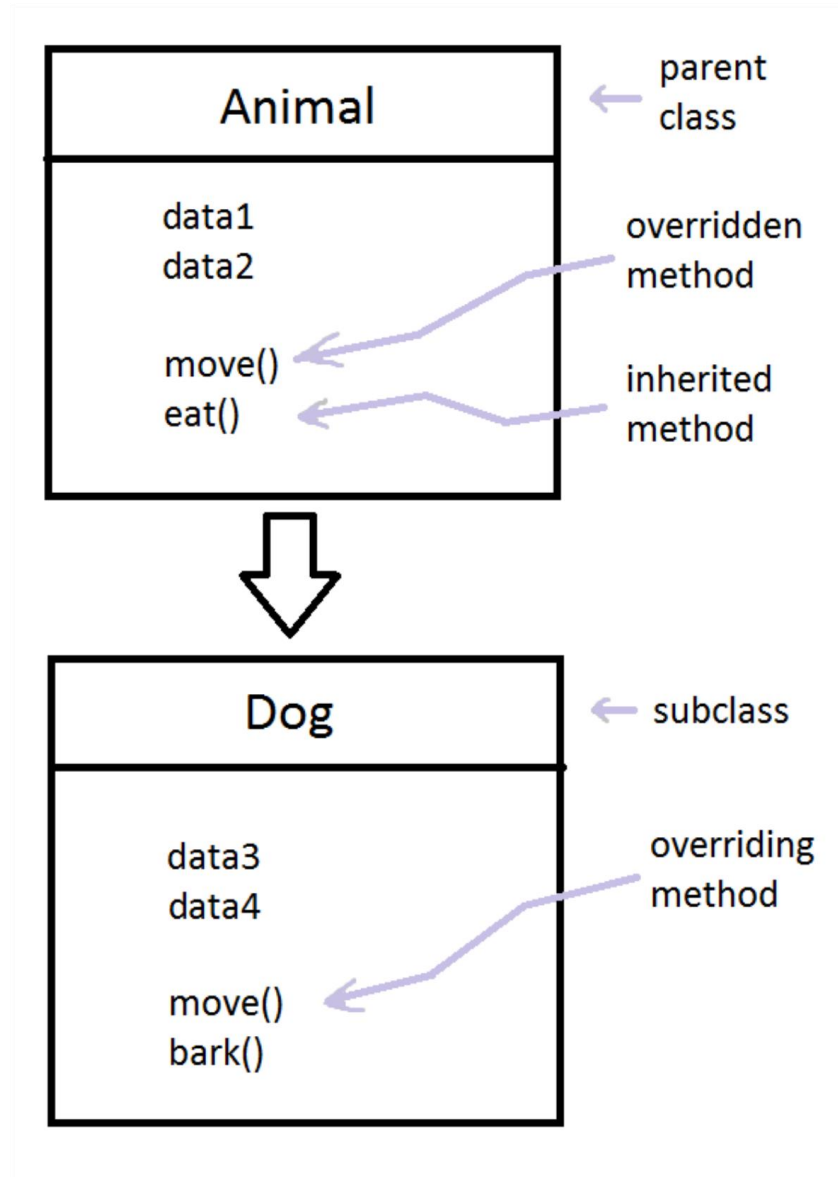 Animal
parent
class
data1
data2
overridden
method
move()
eat()
inherited
method
Dog
subclass
data3
data4
overriding
method
move()
bark()